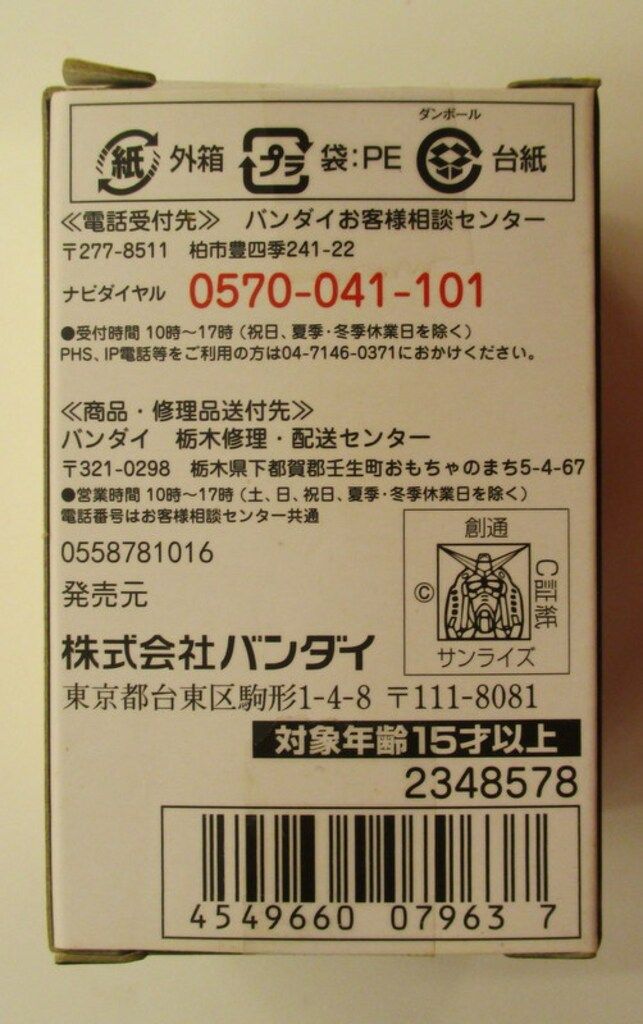 ダンボール
紙 外箱 プラ 袋:PE 台紙
≪電話受付先≫ バンダイお客様相談センター
〒277-8511 柏市豊四季241-22
ナビダイヤル 0570-041-101
●受付時間 10時～17時（祝日、夏季・冬季休業日を除く）
PHS、IP電話等をご利用の方は04-7146-0371におかけください。
≪商品・修理品送付先≫
バンダイ 栃木修理・配送センター
〒321-0298 栃木県下都賀郡壬生町おもちゃのまち5-4-67
●営業時間 10時～17時（土、日、祝日、夏季・冬季休業日を除く）
電話番号はお客様相談センター共通
0558781016
発売元
株式会社バンダイ
創通
©
C証紙
サンライズ
東京都台東区駒形1-4-8 〒111-8081
対象年齢15才以上
2348578
4549660 07963 7